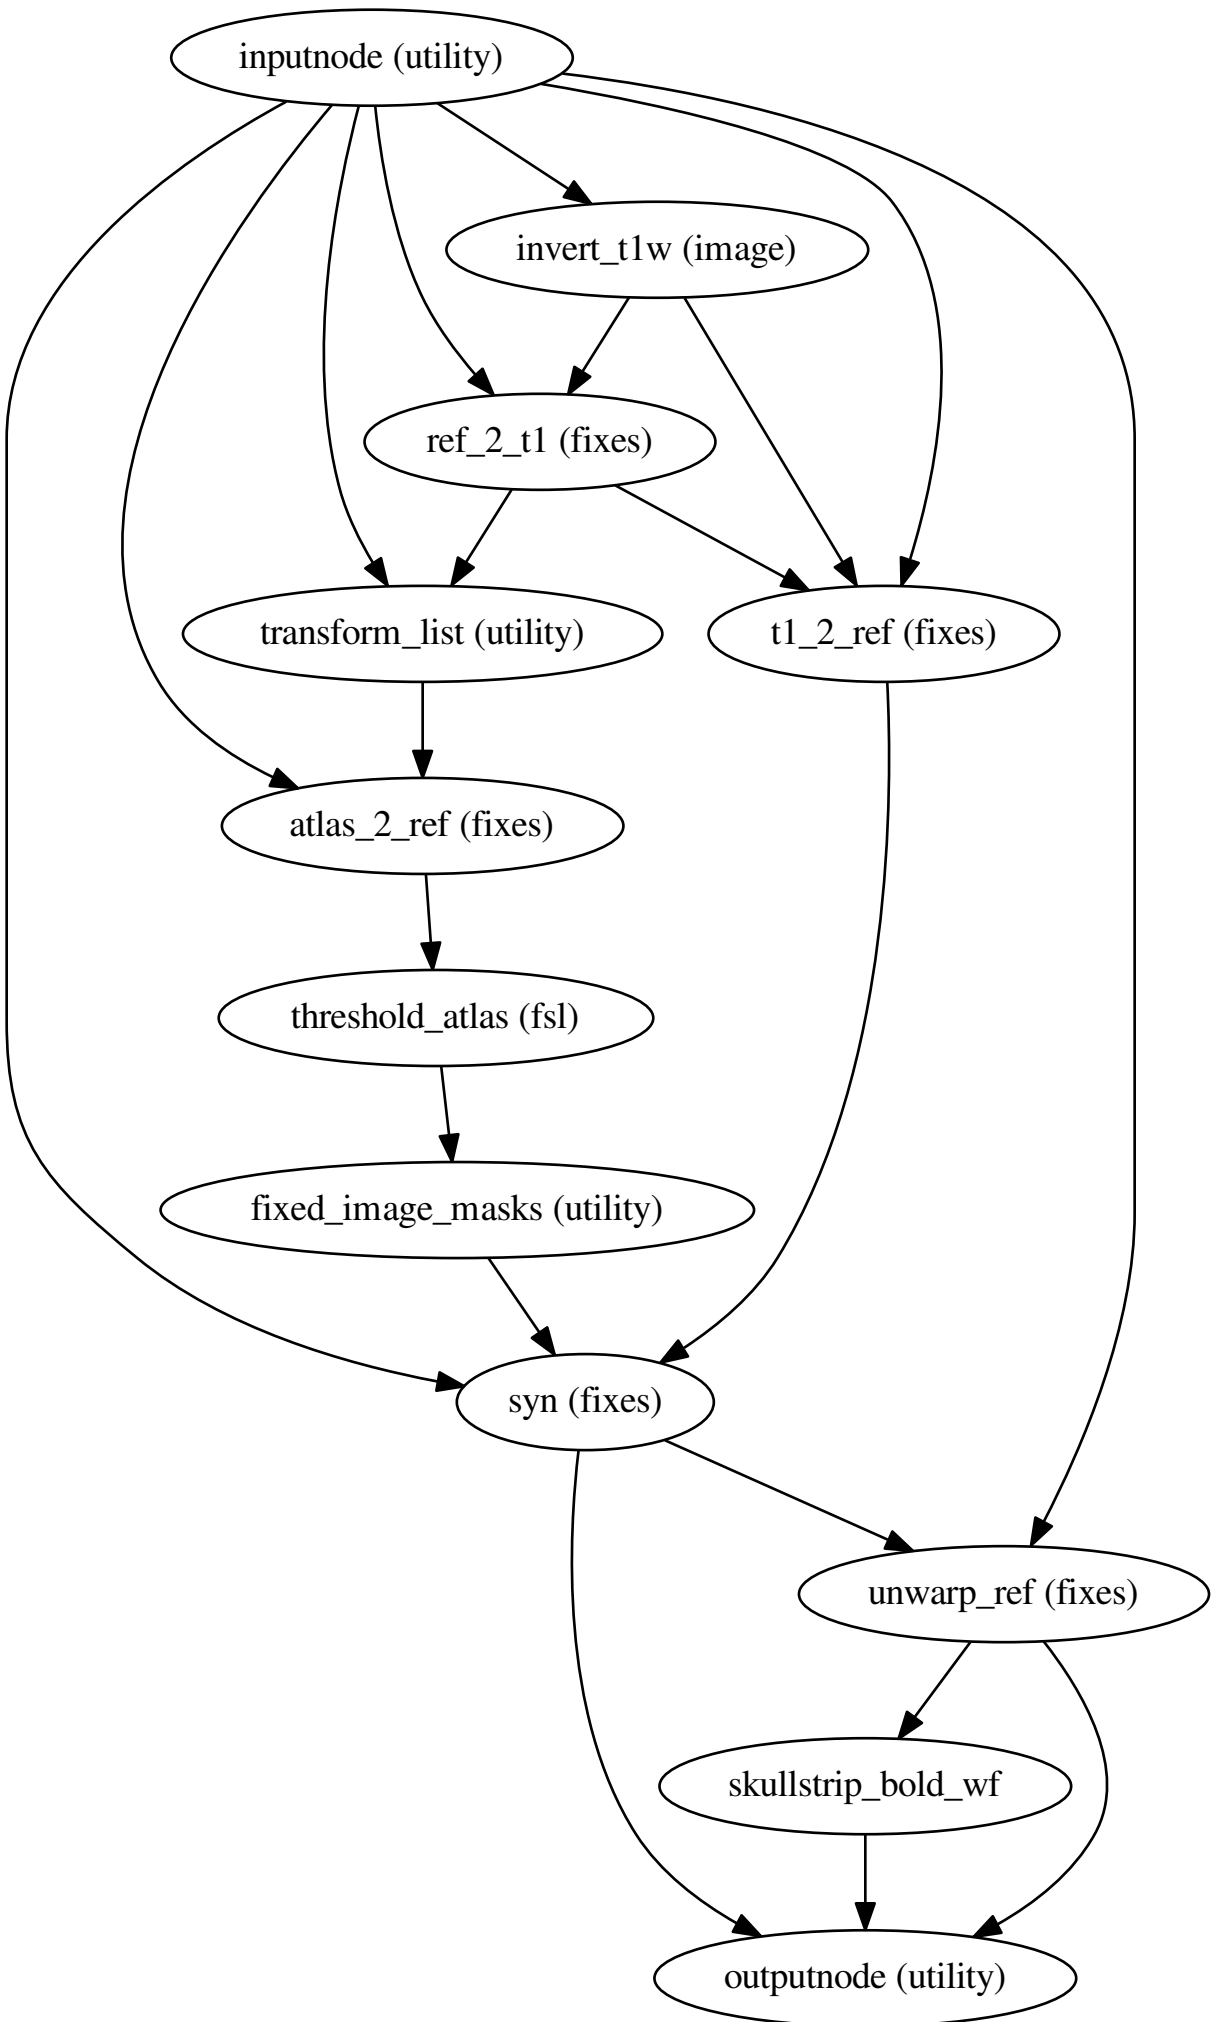 inputnode (utility)
invert_t1w (image)
ref_2_t1 (fixes)
transform_list (utility)
t1_2_ref (fixes)
atlas_2_ref (fixes)
threshold_atlas (fsl)
fixed_image_masks (utility)
syn (fixes)
unwarp_ref (fixes)
skullstrip_bold_wf
outputnode (utility)